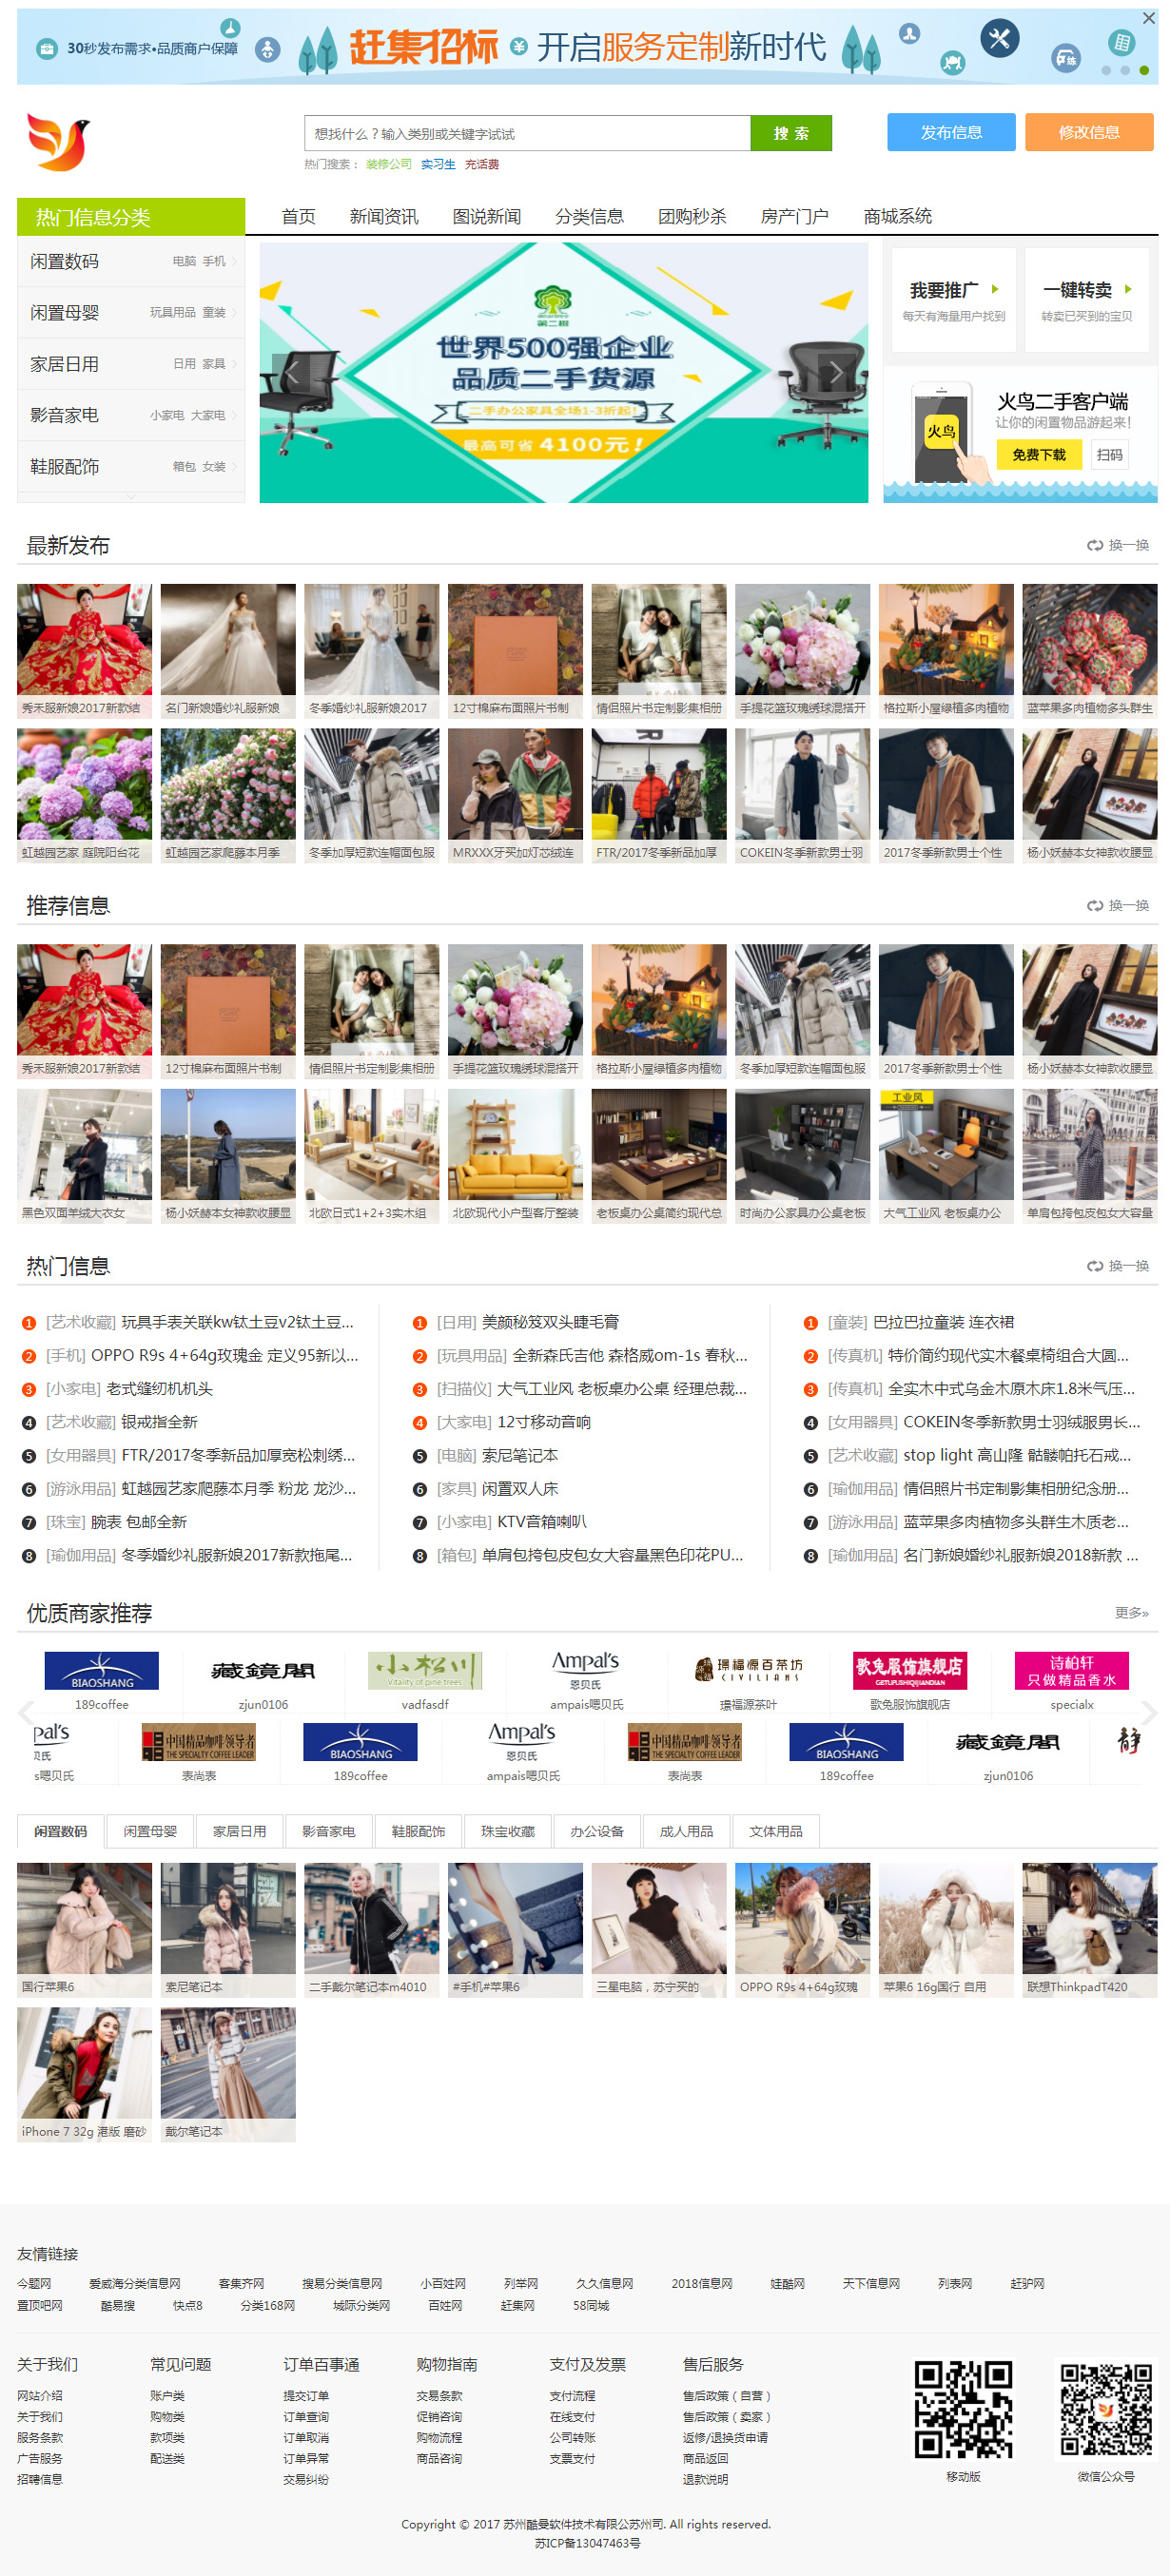 30秒发布需求•品质商户保障
赶集招标
开启服务定制新时代
练
想找什么？输入类别或关键字试试
搜 索
发布信息
修改信息
热门搜索： 装修公司 实习生 充话费
热门信息分类
首页 新闻资讯 图说新闻 分类信息 团购秒杀 房产门户 商城系统
闲置数码 电脑 手机
闲置母婴 玩具用品 童装
家居日用 日用 家具
影音家电 小家电 大家电
鞋服配饰 箱包 女装
第二根
世界500强企业
品质二手货源
二手办公家具全场1-3折起！
最高可省 4100元！
我要推广
每天有海量用户找到
一键转卖
转卖已买到的宝贝
火鸟
火鸟二手客户端
让你的闲置物品游起来！
免费下载 扫码
最新发布 换一换
秀禾服新娘2017新款结 名门新娘婚纱礼服新娘 冬季婚纱礼服新娘2017 12寸棉麻布面照片书制 情侣照片书定制影集相册 手提花篮玫瑰绣球混搭开 格拉斯小屋绿植多肉植物 蓝苹果多肉植物多头群生
虹越园艺家 庭院阳台花 虹越园艺家爬藤本月季 冬季加厚短款连帽面包服 MRXXX牙买加灯芯绒连 FTR/2017冬季新品加厚 COKEIN冬季新款男士羽 2017冬季新款男士个性 杨小妖赫本女神款收腰显
推荐信息 换一换
秀禾服新娘2017新款结 12寸棉麻布面照片书制 情侣照片书定制影集相册 手提花篮玫瑰绣球混搭开 格拉斯小屋绿植多肉植物 冬季加厚短款连帽面包服 2017冬季新款男士个性 杨小妖赫本女神款收腰显
工业风
黑色双面羊绒大衣女 杨小妖赫本女神款收腰显 北欧日式1+2+3实木组 北欧现代小户型客厅整装 老板桌办公桌简约现代总 时尚办公家具办公桌老板 大气工业风 老板桌办公 单肩包挎包皮包女大容量
热门信息 换一换
1 [艺术收藏] 玩具手表关联kw钛土豆v2钛土豆...
2 [手机] OPPO R9s 4+64g玫瑰金 定义95新以...
3 [小家电] 老式缝纫机机头
4 [艺术收藏] 银戒指全新
5 [女用器具] FTR/2017冬季新品加厚宽松刺绣...
6 [游泳用品] 虹越园艺家爬藤本月季 粉龙 龙沙...
7 [珠宝] 腕表 包邮全新
8 [瑜伽用品] 冬季婚纱礼服新娘2017新款拖尾...
1 [日用] 美颜秘笈双头睫毛膏
2 [玩具用品] 全新森氏吉他 森格威om-1s 春秋...
3 [扫描仪] 大气工业风 老板桌办公桌 经理总裁...
4 [大家电] 12寸移动音响
5 [电脑] 索尼笔记本
6 [家具] 闲置双人床
7 [小家电] KTV音箱喇叭
8 [箱包] 单肩包挎包皮包女大容量黑色印花PU...
1 [童装] 巴拉巴拉童装 连衣裙
2 [传真机] 特价简约现代实木餐桌椅组合大圆...
3 [传真机] 全实木中式乌金木原木床1.8米气压...
4 [女用器具] COKEIN冬季新款男士羽绒服男长...
5 [艺术收藏] stop light 高山隆 骷髅帕托石戒...
6 [瑜伽用品] 情侣照片书定制影集相册纪念册...
7 [游泳用品] 蓝苹果多肉植物多头群生木质老...
8 [瑜伽用品] 名门新娘婚纱礼服新娘2018新款 ...
优质商家推荐 更多»
BIAOSHANG
藏鏡閣
小松川
Vitality of pine trees
Ampal's
恩贝氏
璟福源百茶坊
CIVILIANS
歌兔服饰旗舰店
GETUFUSHIQIJIANDIAN
诗柏轩
只做精品香水
189coffee zjun0106 vadfasdf ampais嗯贝氏 璟福源茶叶 歌兔服饰旗舰店 specialx
pal's
贝氏
中国精品咖啡领导者
THE SPECIALTY COFFEE LEADER
BIAOSHANG
Ampal's
恩贝氏
中国精品咖啡领导者
THE SPECIALTY COFFEE LEADER
BIAOSHANG
藏鏡閣
静
s嗯贝氏 表尚表 189coffee ampais嗯贝氏 表尚表 189coffee zjun0106
闲置数码 闲置母婴 家居日用 影音家电 鞋服配饰 珠宝收藏 办公设备 成人用品 文体用品
国行苹果6 索尼笔记本 二手戴尔笔记本m4010 #手机#苹果6 三星电脑，苏宁买的 OPPO R9s 4+64g玫瑰 苹果6 16g国行 自用 联想ThinkpadT420
iPhone 7 32g 港版 磨砂 戴尔笔记本
友情链接
今题网 爱威海分类信息网 客集齐网 搜易分类信息网 小百姓网 列举网 久久信息网 2018信息网 娃酷网 天下信息网 列表网 赶驴网
置顶吧网 酷易搜 快点8 分类168网 域际分类网 百姓网 赶集网 58同城
关于我们 常见问题 订单百事通 购物指南 支付及发票 售后服务
网站介绍 账户类 提交订单 交易条款 支付流程 售后政策（自营）
关于我们 购物类 订单查询 促销咨询 在线支付 售后政策（卖家）
服务条款 款项类 订单取消 购物流程 公司转账 返修/退换货申请
广告服务 配送类 订单异常 商品咨询 支票支付 商品返回
招聘信息 交易纠纷 退款说明
移动版 微信公众号
Copyright © 2017 苏州酷曼软件技术有限公苏州司. All rights reserved.
苏ICP备13047463号